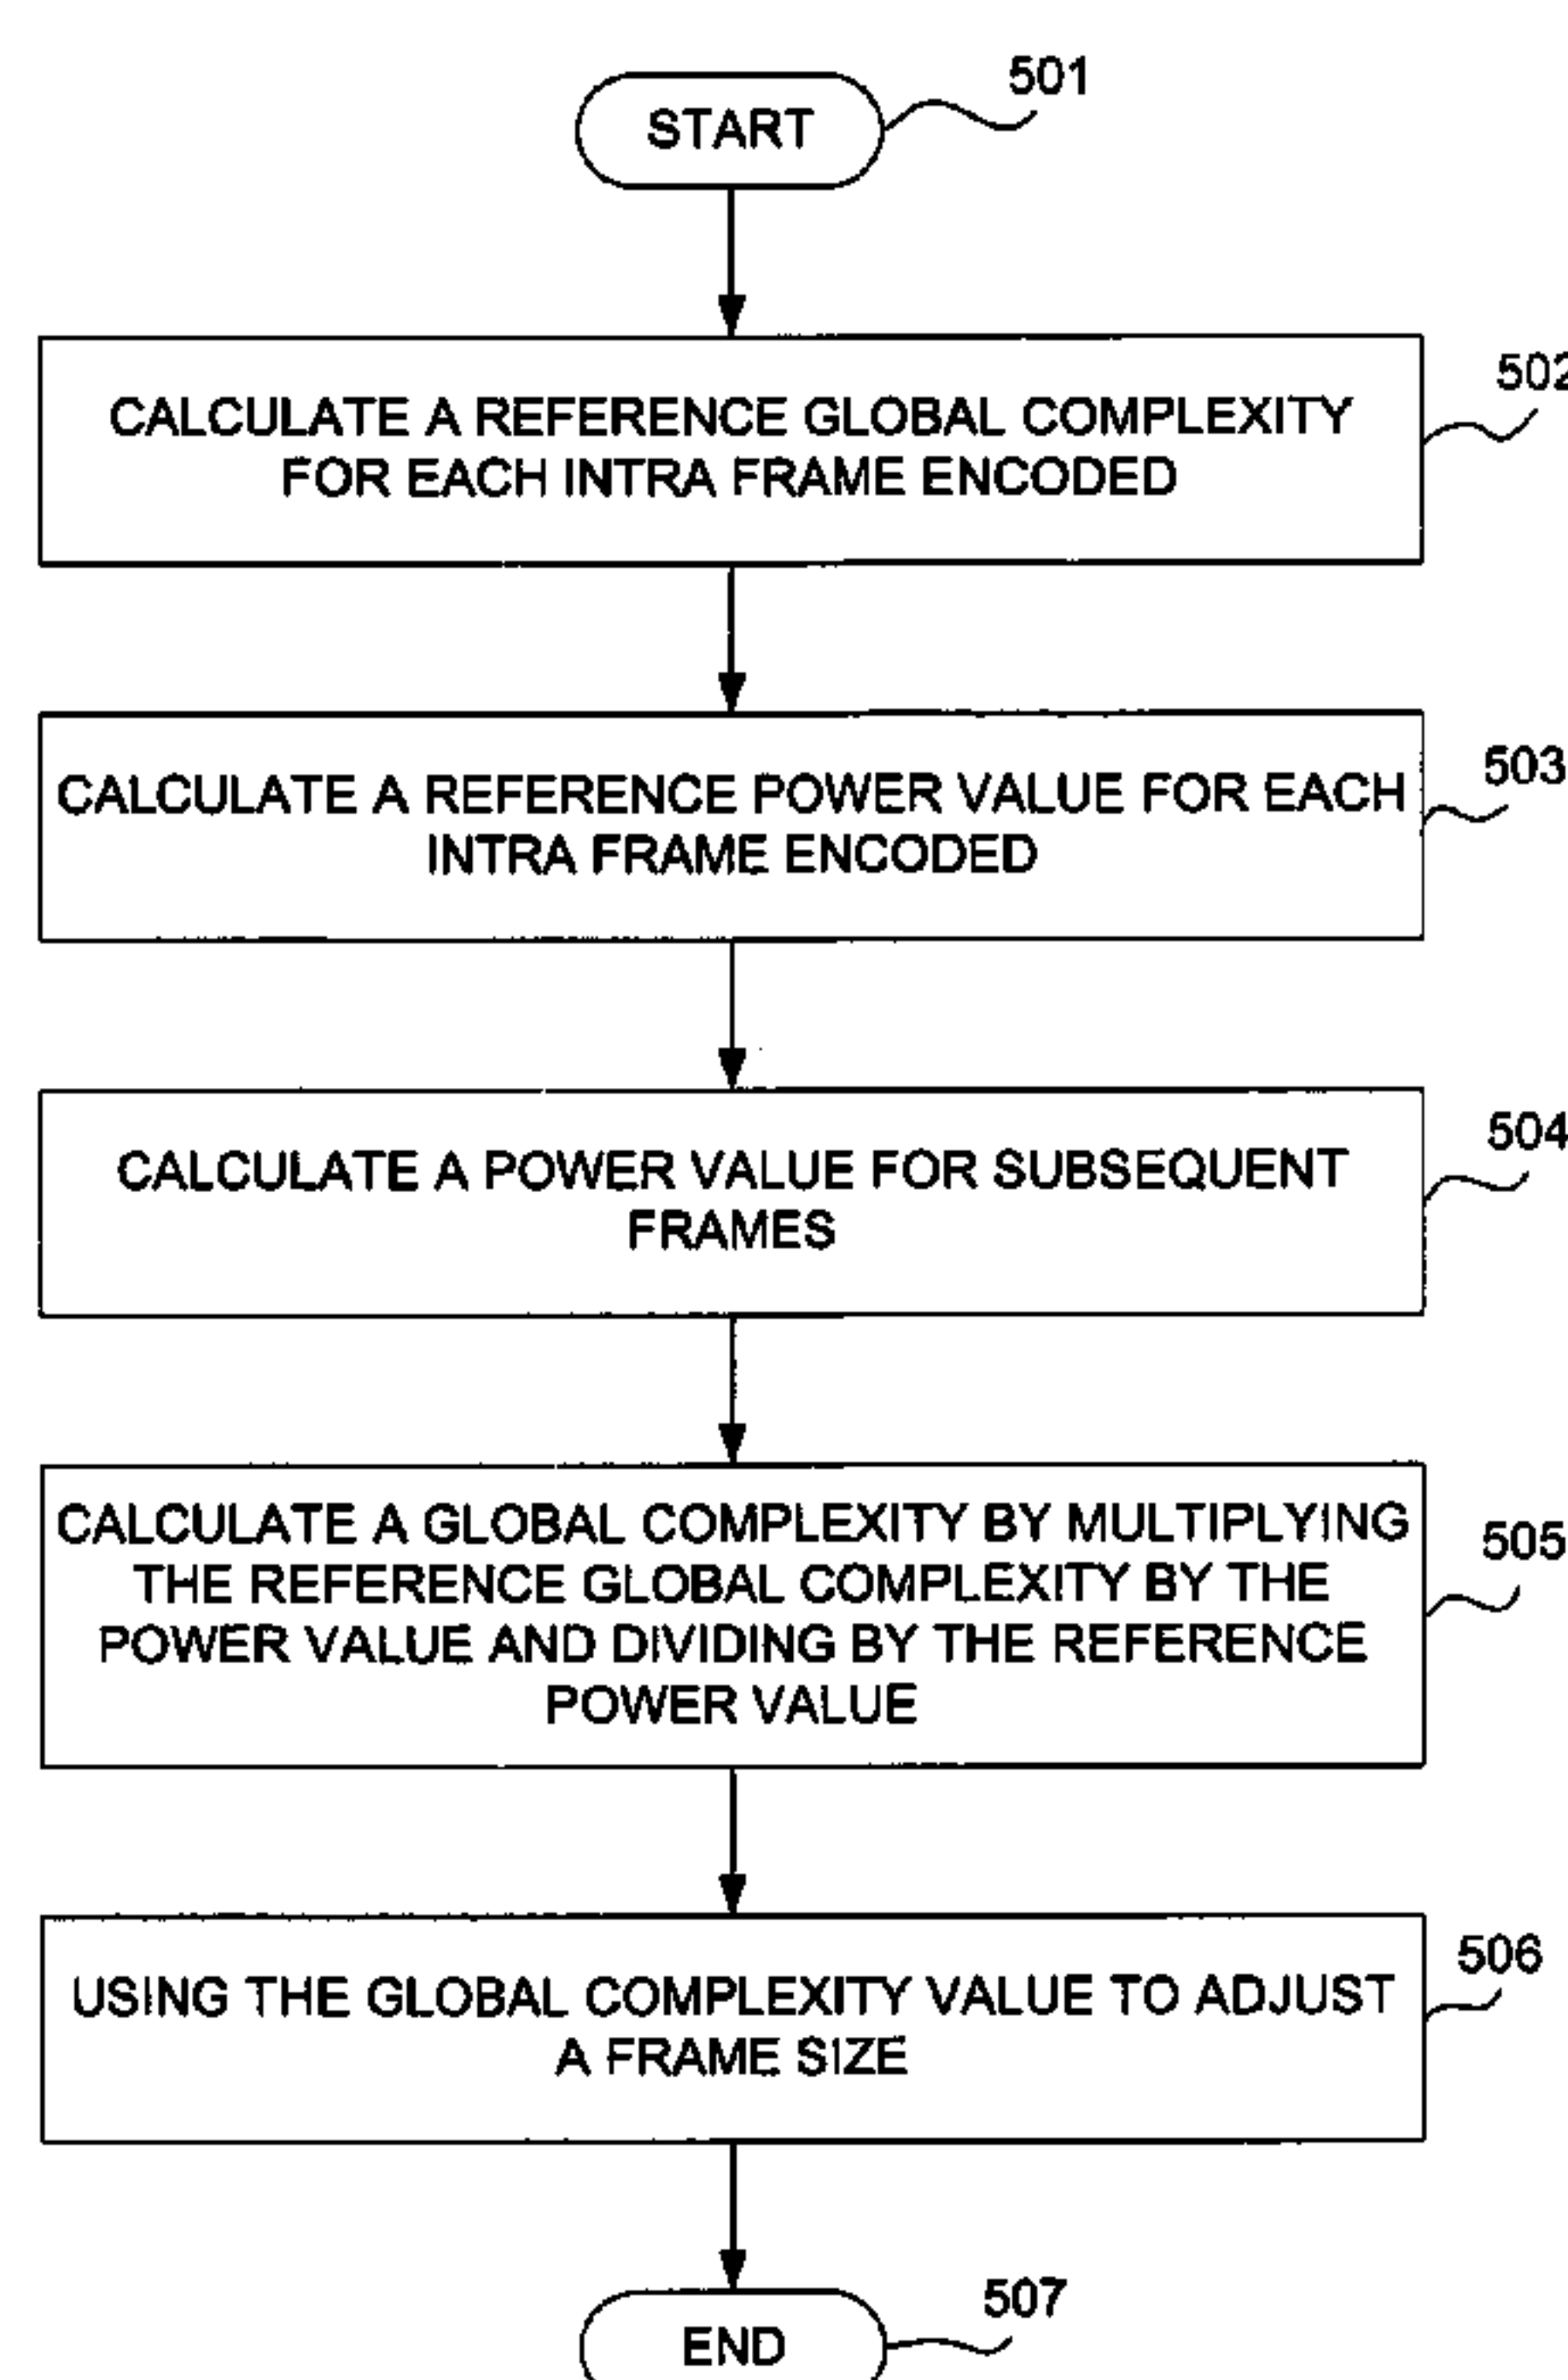 501
START
502
CALCULATE A REFERENCE GLOBAL COMPLEXITY
FOR EACH INTRA FRAME ENCODED
503
CALCULATE A REFERENCE POWER VALUE FOR EACH
INTRA FRAME ENCODED
504
CALCULATE A POWER VALUE FOR SUBSEQUENT
FRAMES
505
CALCULATE A GLOBAL COMPLEXITY BY MULTIPLYING
THE REFERENCE GLOBAL COMPLEXITY BY THE
POWER VALUE AND DIVIDING BY THE REFERENCE
POWER VALUE
506
USING THE GLOBAL COMPLEXITY VALUE TO ADJUST
A FRAME SIZE
507
END